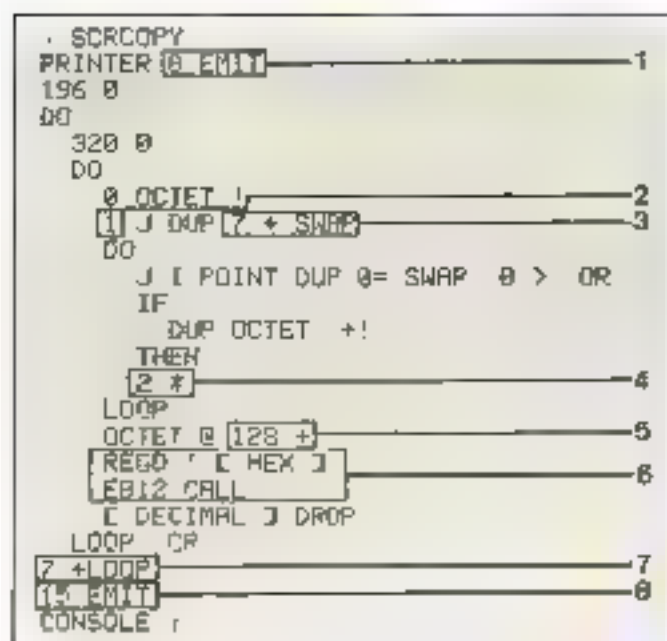 : SCRCOPY
PRINTER 8 EMIT 1
196 0
DO
320 0
DO
0 OCTET ! 2
1 J DUP 7 + SWAP 3
DO
J I POINT DUP 0= SWAP 0 > OR
IF
DUP OCTET +!
THEN
2 * 4
LOOP
OCTET @ 128 + 5
REGD ! [ HEX ] 6
EB12 CALL
[ DECIMAL ] DROP
LOOP CR
7 +LOOP 7
15 EMIT 8
CONSOLE ;